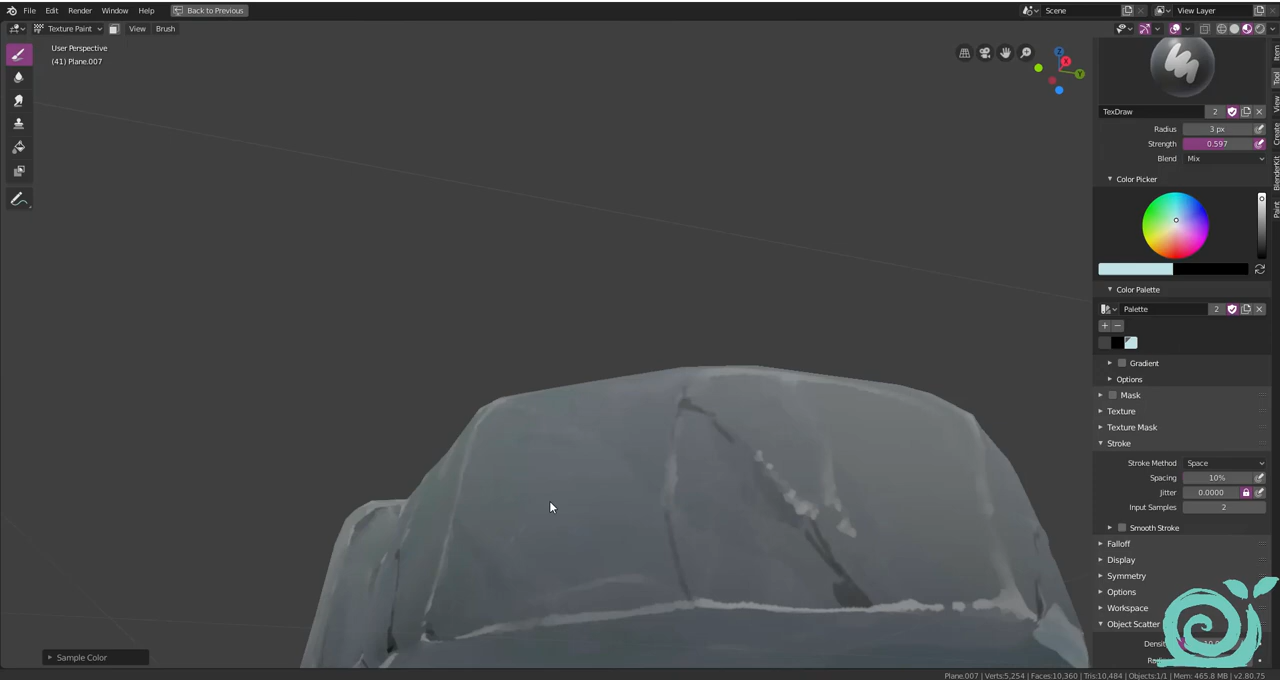 File Edit Render Window Help Back to Previous Scene View Layer
Texture Paint View Brush
User Perspective
(41) Plane.007
Z
X
Y
Item
Tool
View
Create
BlenderKit
Paint
TexDraw 2
Radius 3 px
Strength 0.597
Blend Mix
Color Picker
Color Palette
Palette 2
Gradient
Options
Mask
Texture
Texture Mask
Stroke
Stroke Method Space
Spacing 10%
Jitter 0.0000
Input Samples 2
Smooth Stroke
Falloff
Display
Symmetry
Options
Workspace
Object Scatter
Sample Color
Plane.007 | Verts:5,254 | Faces:10,360 | Tris:10,484 | Objects:1/1 | Mem: 465.8 MB | v2.80.75